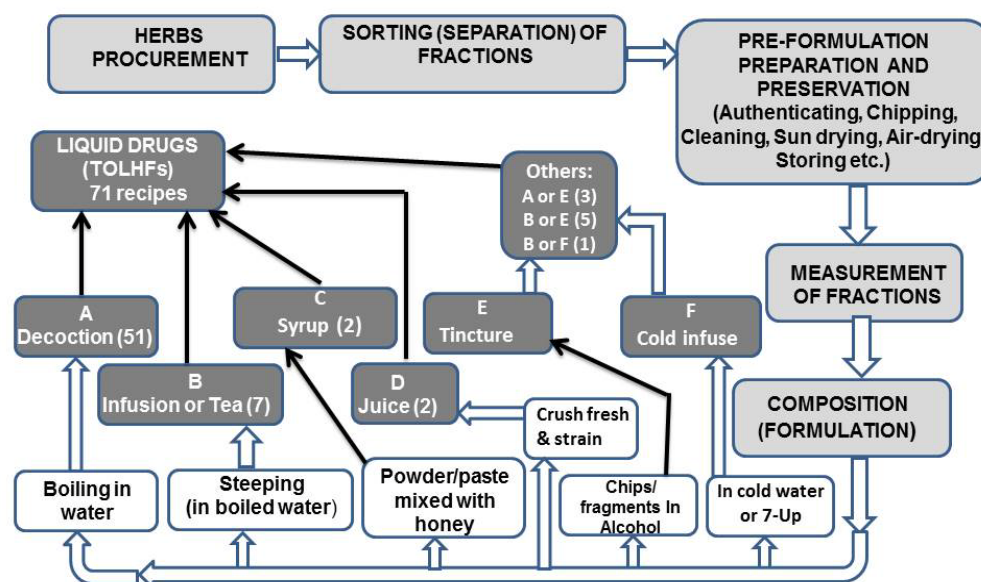 HERBS
PROCUREMENT
SORTING (SEPARATION) OF
FRACTIONS
PRE-FORMULATION
PREPARATION AND
PRESERVATION
(Authenticating, Chipping,
Cleaning, Sun drying, Air-drying
Storing etc.)
LIQUID DRUGS
(TOLHFs)
71 recipes
Others:
A or E (3)
B or E (5)
B or F (1)
MEASUREMENT
OF FRACTIONS
A
Decoction (51)
C
Syrup (2)
E
Tincture
F
Cold infuse
B
Infusion or Tea (7)
D
Juice (2)
Crush fresh
& strain
COMPOSITION
(FORMULATION)
Boiling in
water
Steeping
(in boiled water)
Powder/paste
mixed with
honey
Chips/
fragments In
Alcohol
In cold water
or 7-Up